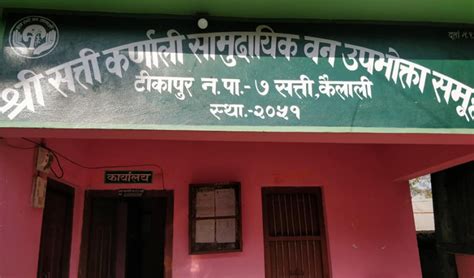 श्री सत्ती कर्णाली सामुदायिक वन उपभोक्ता समूह
टीकापुर न.पा.- ७ सत्ती, कैलाली
स्था.-२०५१
कार्यालय